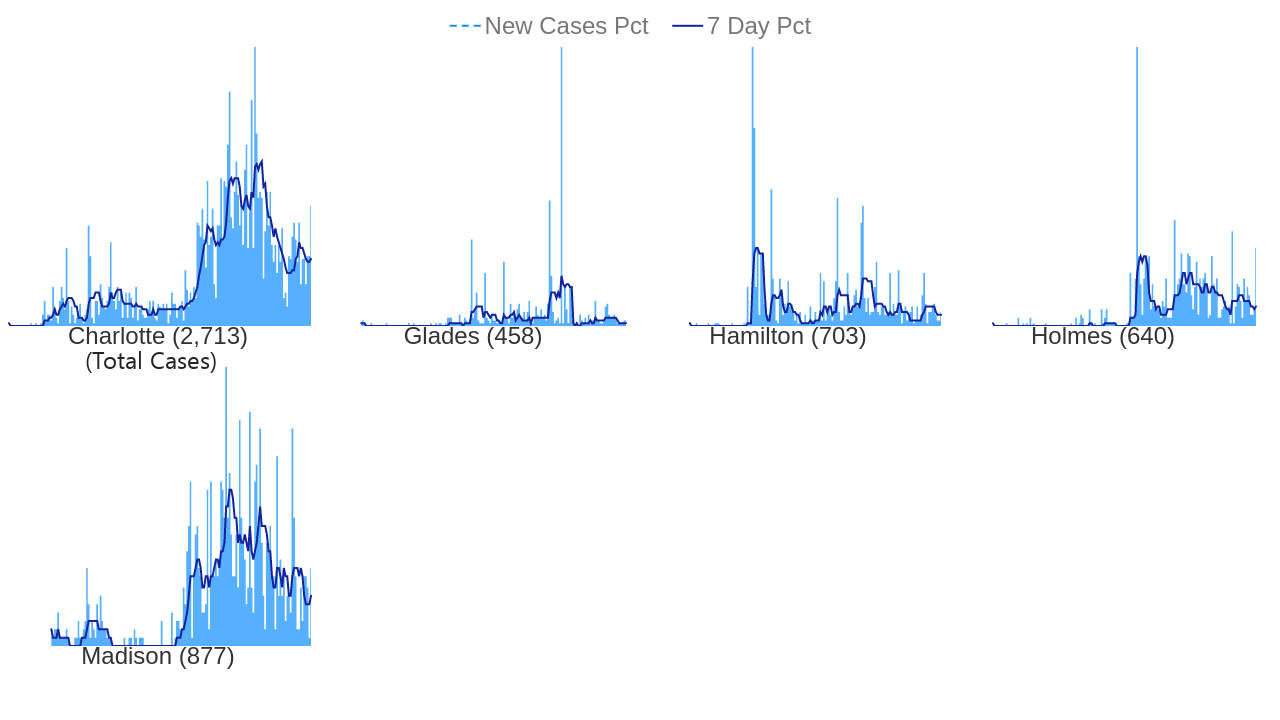 New Cases Pct 7 Day Pct
Charlotte (2,713) Glades (458) Hamilton (703) Holmes (640)
(Total Cases)
Madison (877)